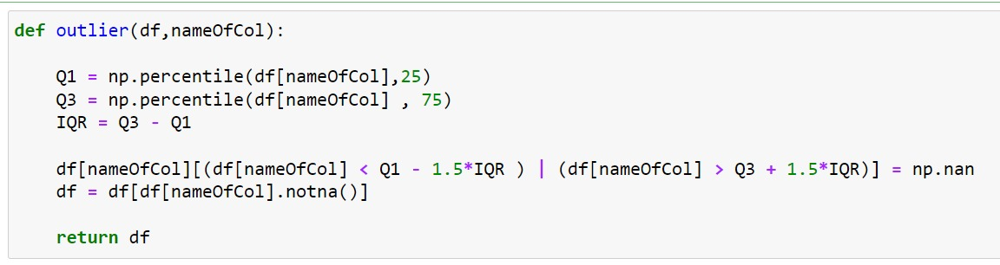 def outlier(df,nameOfCol):
    Q1 = np.percentile(df[nameOfCol],25)
    Q3 = np.percentile(df[nameOfCol] , 75)
    IQR = Q3 - Q1
    df[nameOfCol][(df[nameOfCol] < Q1 - 1.5*IQR ) | (df[nameOfCol] > Q3 + 1.5*IQR)] = np.nan
    df = df[df[nameOfCol].notna()]
    return df